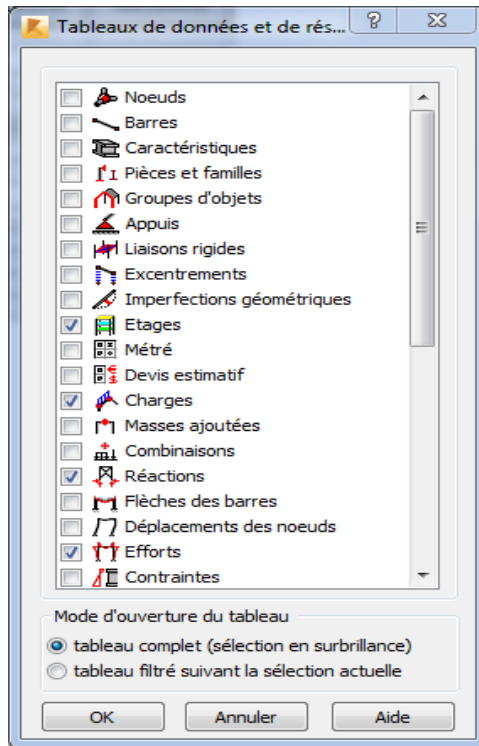 Tableaux de données et de rés...
Noeuds
Barres
Caractéristiques
Pièces et familles
Groupes d'objets
Appuis
Liaisons rigides
Excentrements
Imperfections géométriques
Etages
Métré
Devis estimatif
Charges
Masses ajoutées
Combinaisons
Réactions
Flèches des barres
Déplacements des noeuds
Efforts
Contraintes
Mode d'ouverture du tableau
tableau complet (sélection en surbrillance)
tableau filtré suivant la sélection actuelle
OK Annuler Aide